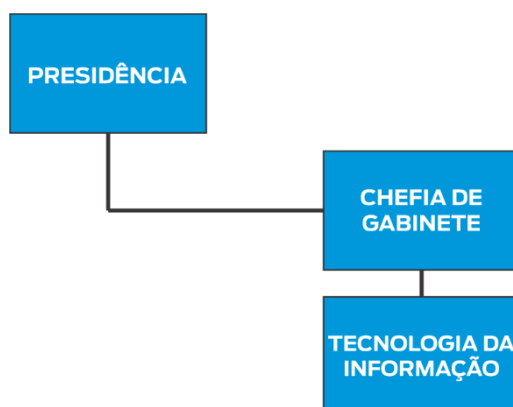 PRESIDÊNCIA
CHEFIA DE
GABINETE
TECNOLOGIA DA
INFORMAÇÃO